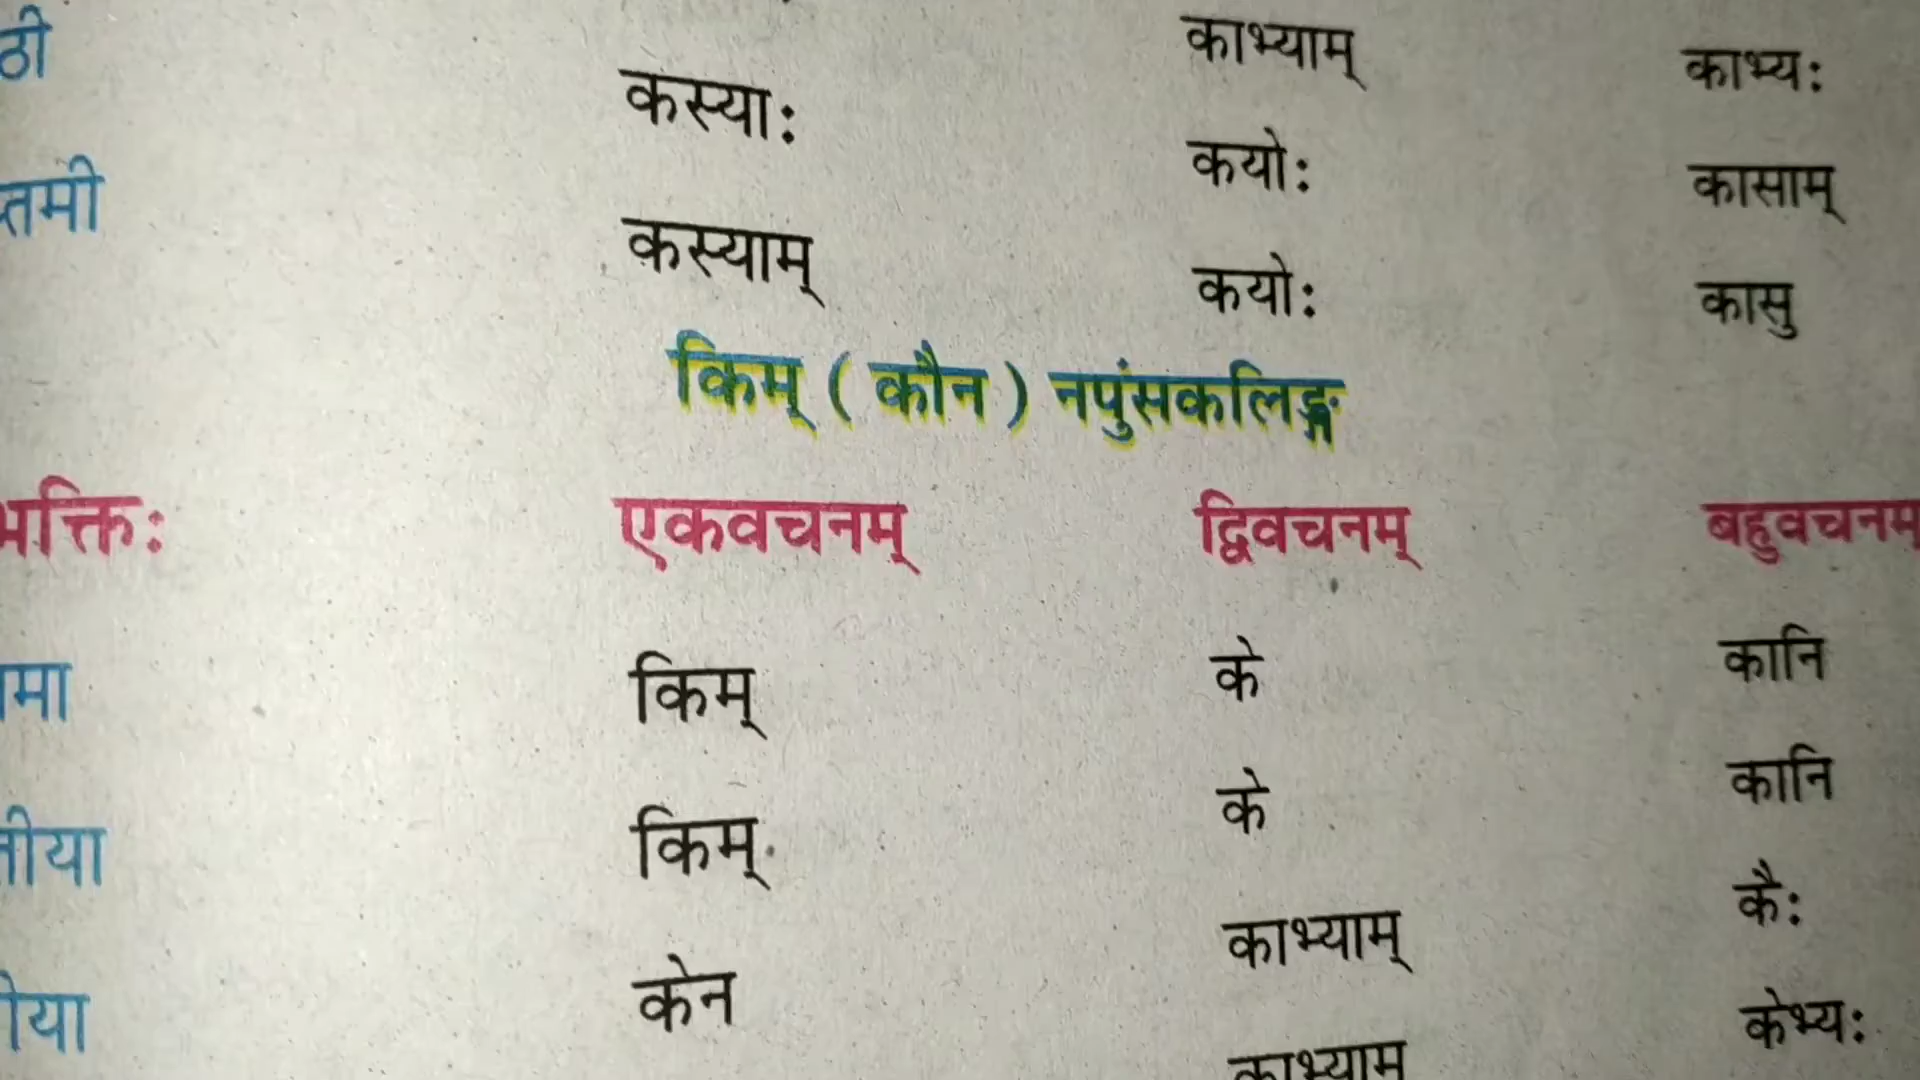 काभ्याम् काभ्यः
ठी कस्याः कयोः कासाम्
तमी कस्याम् कयोः कासु
किम् ( कौन ) नपुंसकलिङ्ग
भक्तिः एकवचनम् द्विवचनम् बहुवचनम्
मा किम् के कानि
तीया किम् के कानि
ीया केन काभ्याम् कैः
काभ्याम् केभ्यः